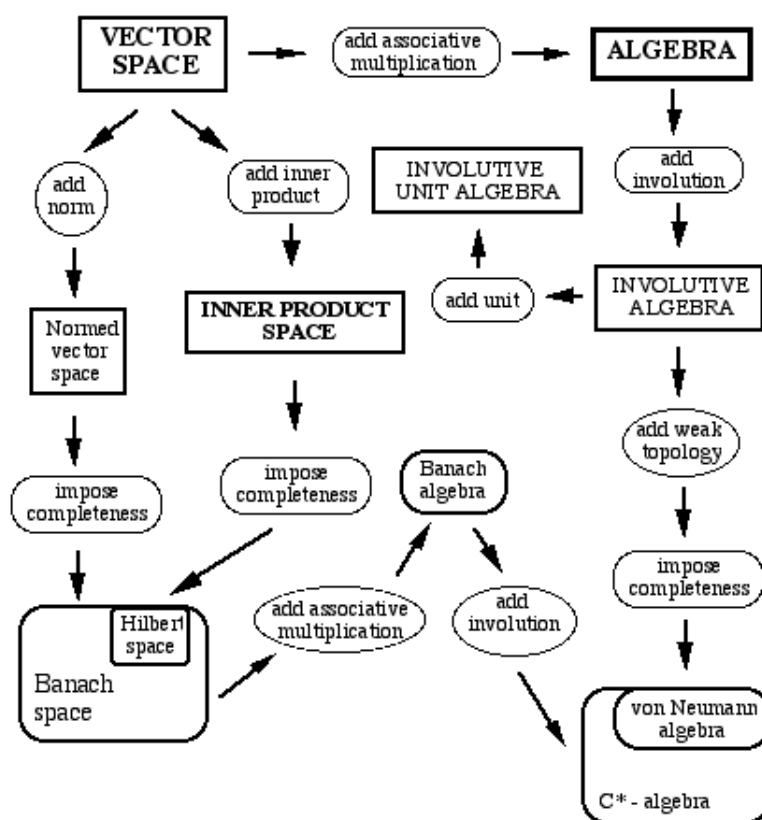 VECTOR
SPACE
add associative
multiplication
ALGEBRA
add
norm
add inner
product
INVOLUTIVE
UNIT ALGEBRA
add
involution
Normed
vector
space
INNER PRODUCT
SPACE
add unit
INVOLUTIVE
ALGEBRA
impose
completeness
impose
completeness
Banach
algebra
add weak
topology
Hilbert
space
Banach
space
add associative
multiplication
add
involution
impose
completeness
von Neumann
algebra
C* - algebra